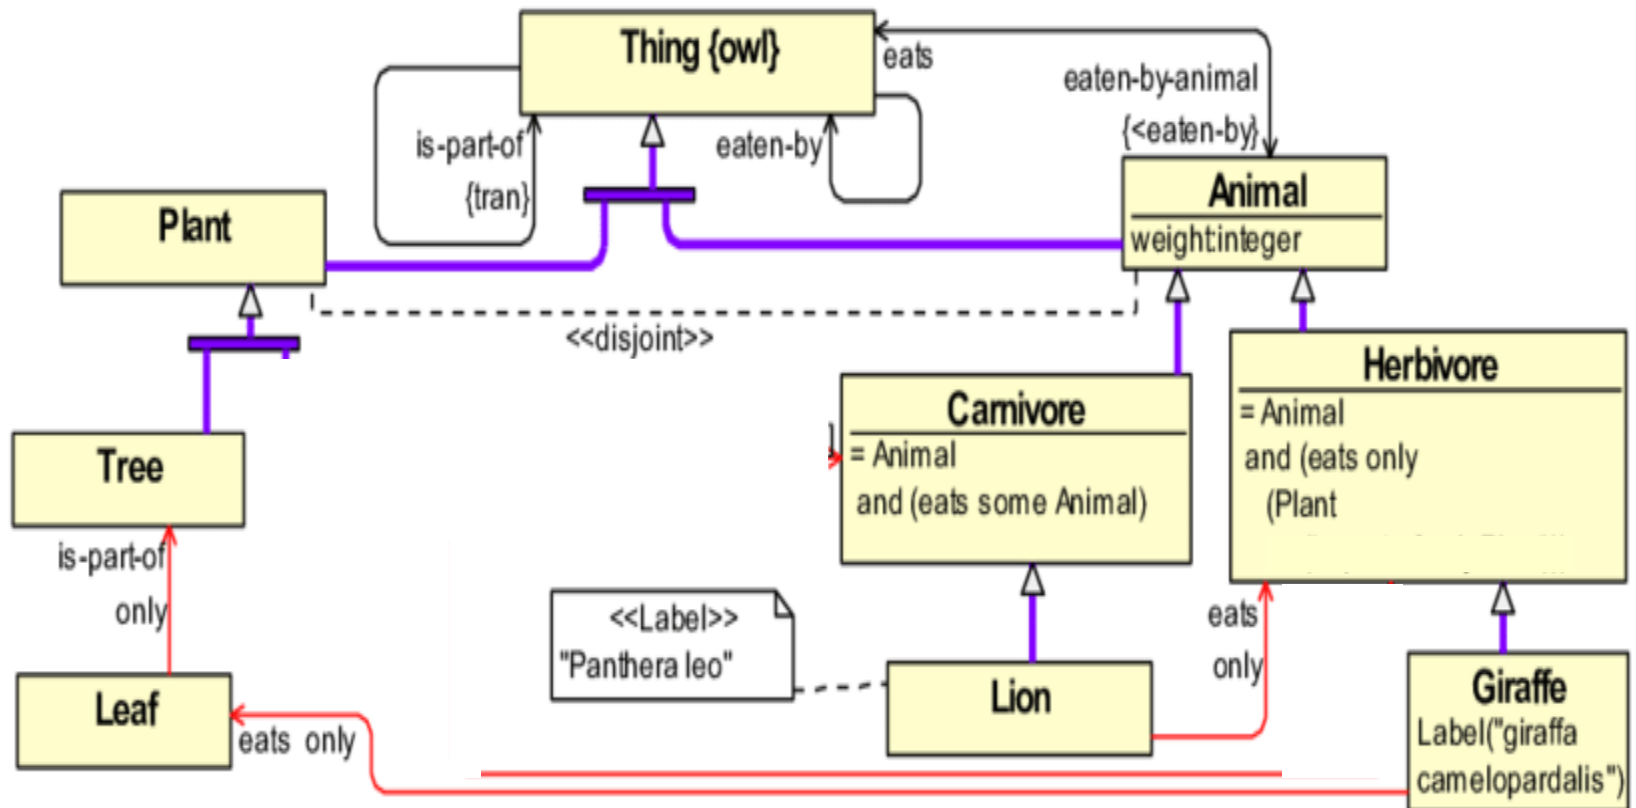 Thing {owl}
eats
eaten-by-animal
{<eaten-by}
is-part-of
{tran}
eaten-by
Plant
Animal
weight:integer
<<disjoint>>
Herbivore
= Animal
and (eats only
(Plant
Carnivore
= Animal
and (eats some Animal)
Tree
is-part-of
only
<<Label>>
"Panthera leo"
eats
only
Leaf
eats only
Lion
Giraffe
Label("giraffa
camelopardalis")